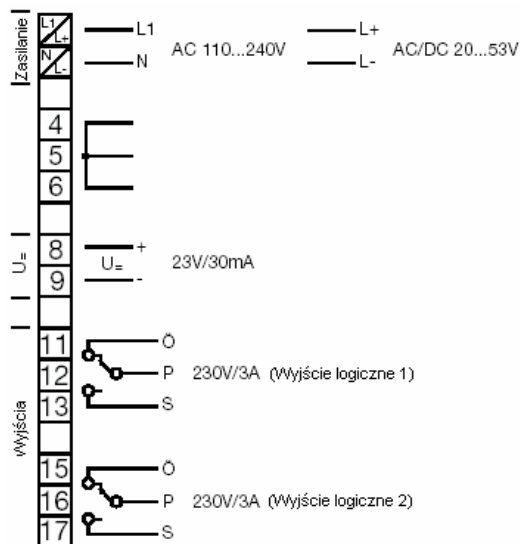 Zasilanie
L1 L+ L1 AC 110...240V L+ AC/DC 20...53V
N L- N L-
4
5
6
U=
8 + 
U= 23V/30mA
9 -
Wyjścia
11 Ö
12 P 230V/3A (Wyjście logiczne 1)
13 S
15 Ö
16 P 230V/3A (Wyjście logiczne 2)
17 S